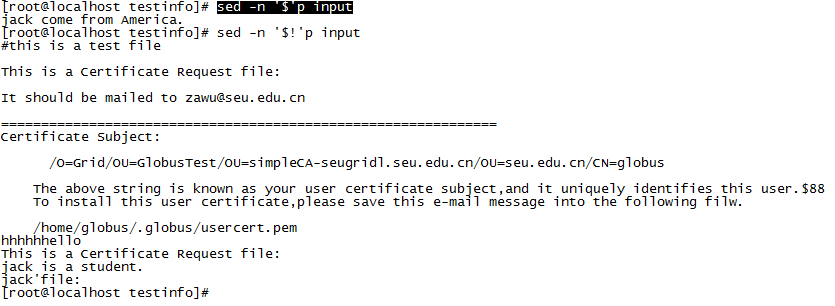 [root@localhost testinfo]# sed -n '$'p input
jack come from America.
[root@localhost testinfo]# sed -n '$!'p input
#this is a test file
This is a Certificate Request file:
It should be mailed to zawu@seu.edu.cn
==============================================================
Certificate Subject:
/O=Grid/OU=GlobusTest/OU=simpleCA-seugridl.seu.edu.cn/OU=seu.edu.cn/CN=globus
The above string is known as your user certificate subject,and it uniquely identifies this user.$88
To install this user certificate,please save this e-mail message into the following filw.
/home/globus/.globus/usercert.pem
hhhhhhello
This is a Certificate Request file:
jack is a student.
jack'file:
[root@localhost testinfo]#